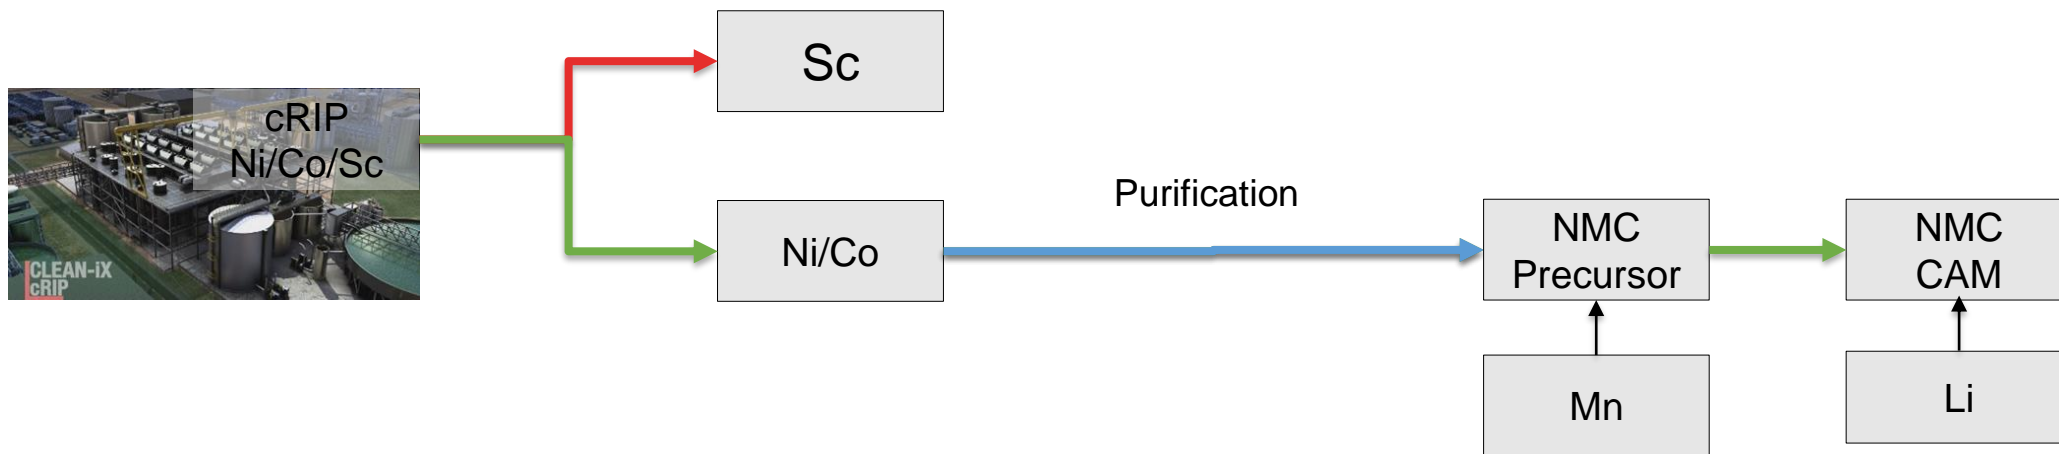 cRIP
Ni/Co/Sc
CLEAN-iX
cRIP
Sc
Ni/Co
Purification
NMC
Precursor
NMC
CAM
Mn
Li